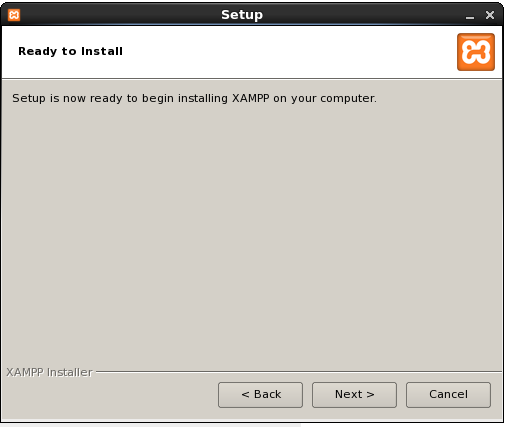 Setup
Ready to Install
Setup is now ready to begin installing XAMPP on your computer.
XAMPP Installer
< Back
Next >
Cancel